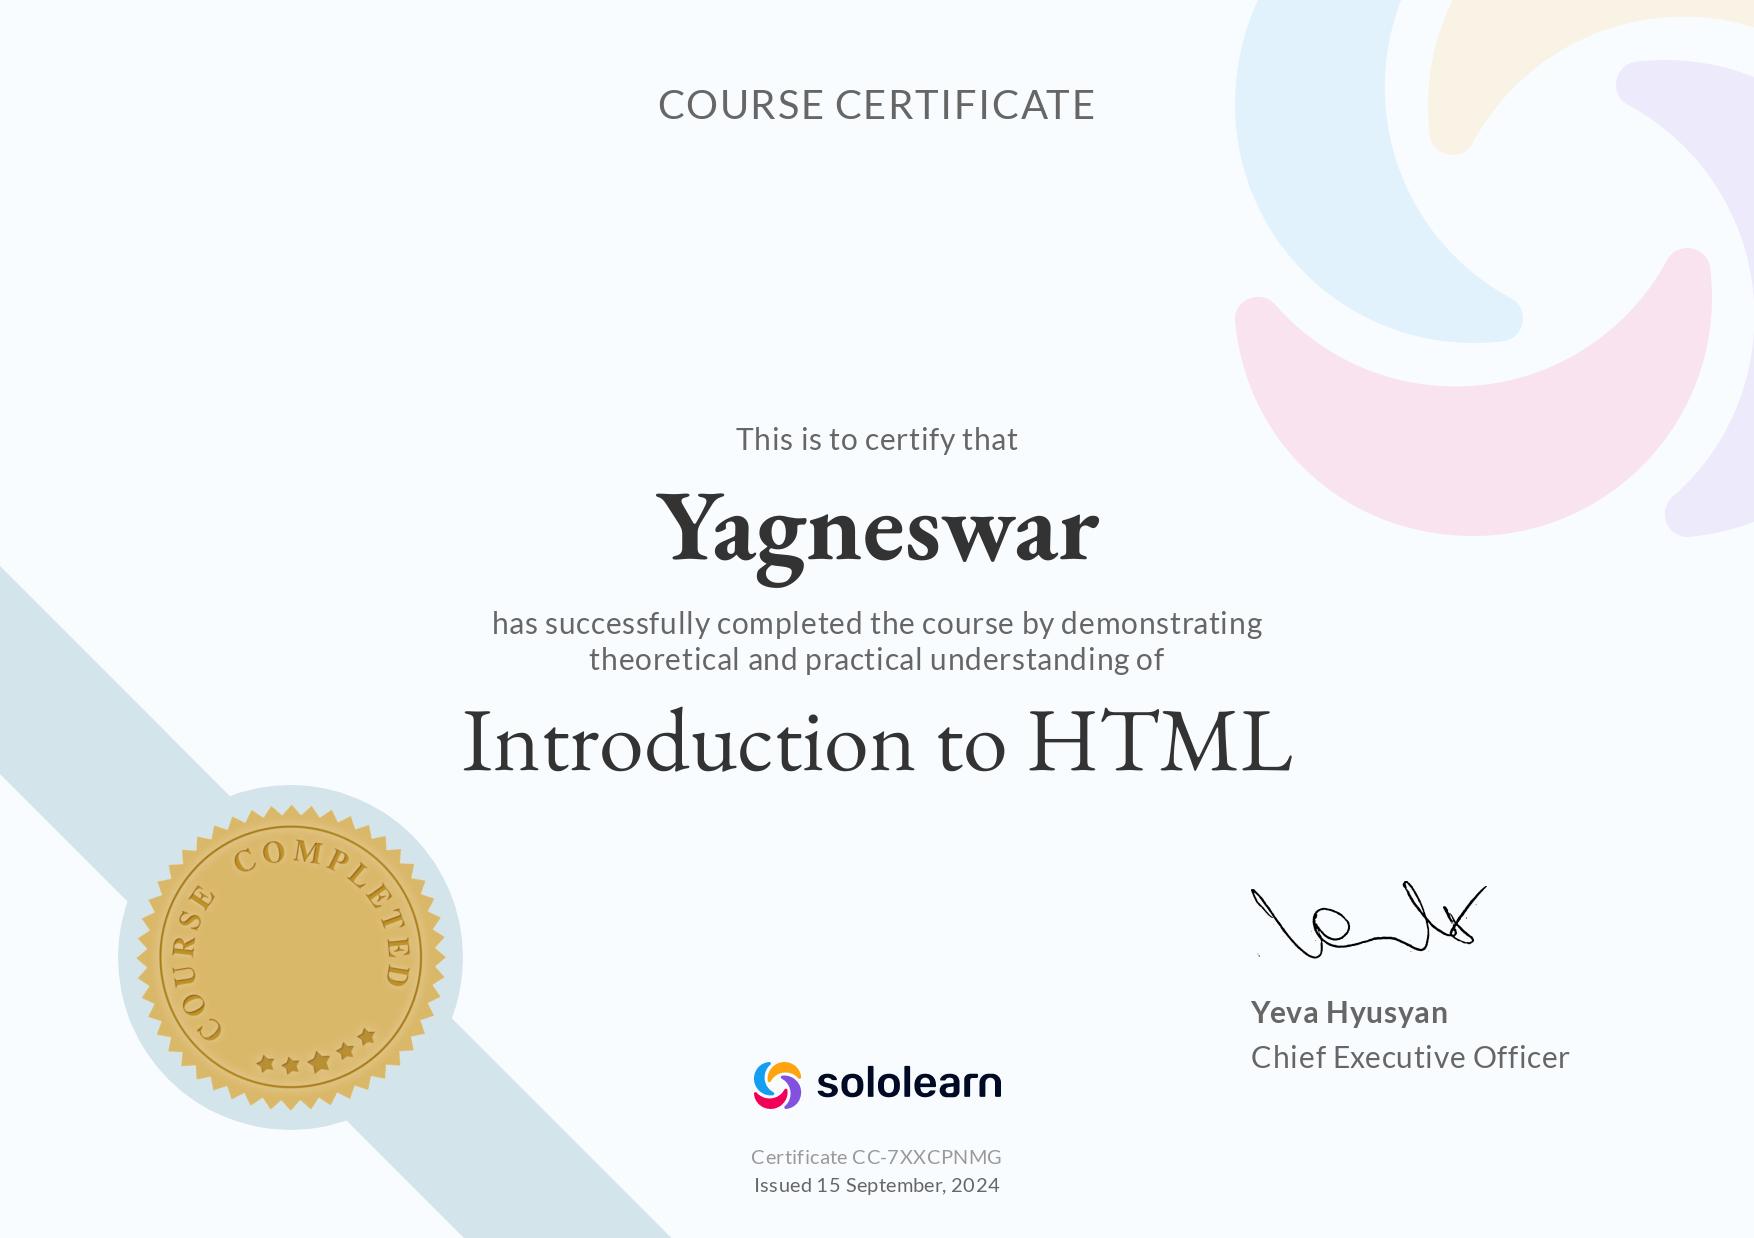 COURSE CERTIFICATE
This is to certify that
Yagneswar
has successfully completed the course by demonstrating
theoretical and practical understanding of
Introduction to HTML
COURSE COMPLETED
Yeva Hyusyan
Chief Executive Officer
sololearn
Certificate CC-7XXCPNMG
Issued 15 September, 2024